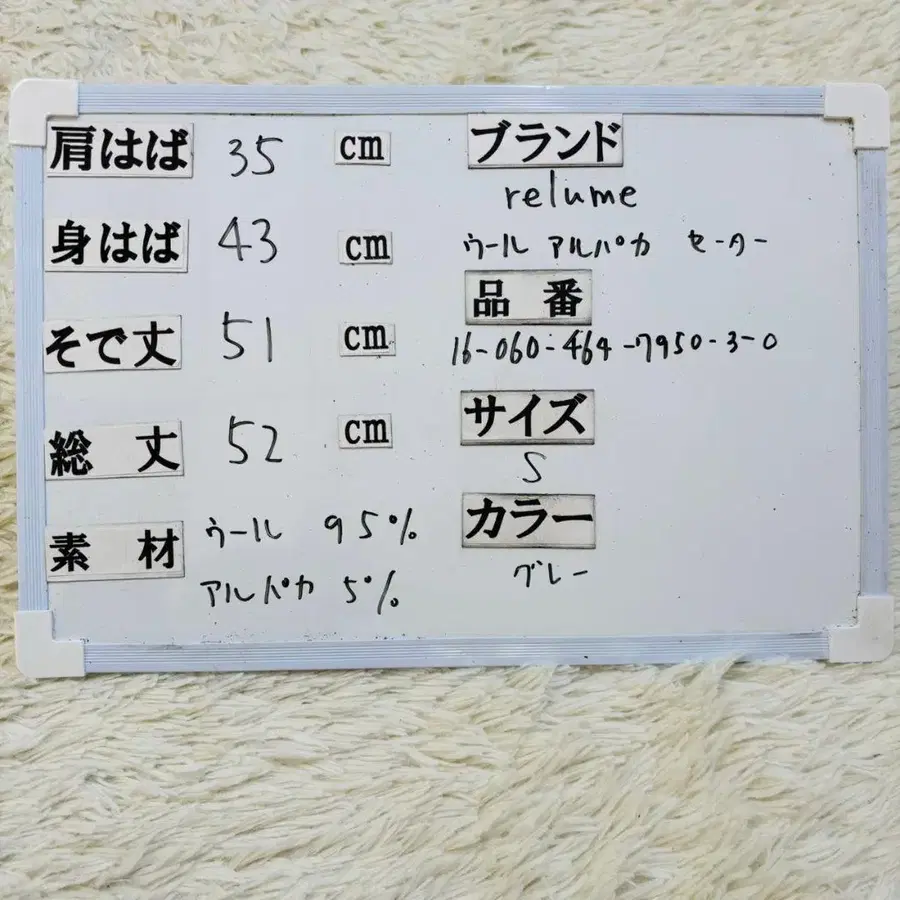 肩はば 35 cm
身はば 43 cm
そで丈 51 cm
総丈 52 cm
素材 ウール 95%
アルパカ 5%
ブランド
relume
ウール アルパカ セーター
品番
16-060-464-7950-3-0
サイズ
S
カラー
グレー